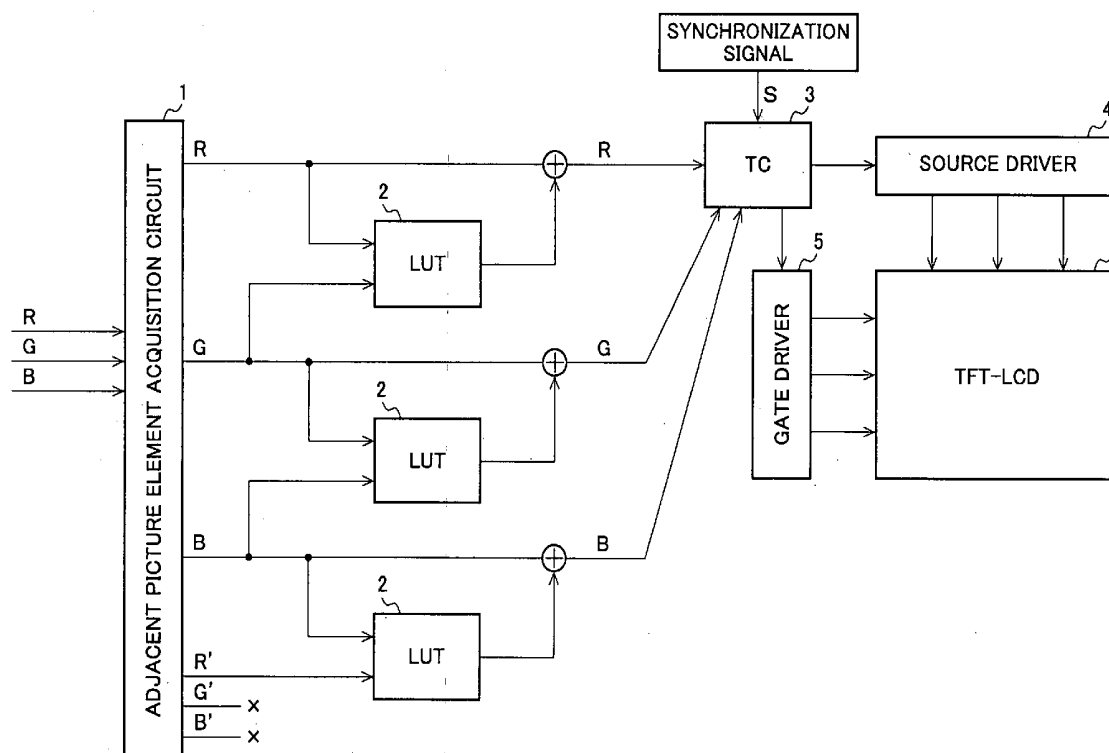 SYNCHRONIZATION
SIGNAL
S
1
3
4
R
R
TC
SOURCE DRIVER
2
LUT
5
R
G
B
ADJACENT PICTURE ELEMENT ACQUISITION CIRCUIT
G
G
GATE DRIVER
TFT-LCD
2
LUT
B
B
2
LUT
R'
G'
×
B'
×